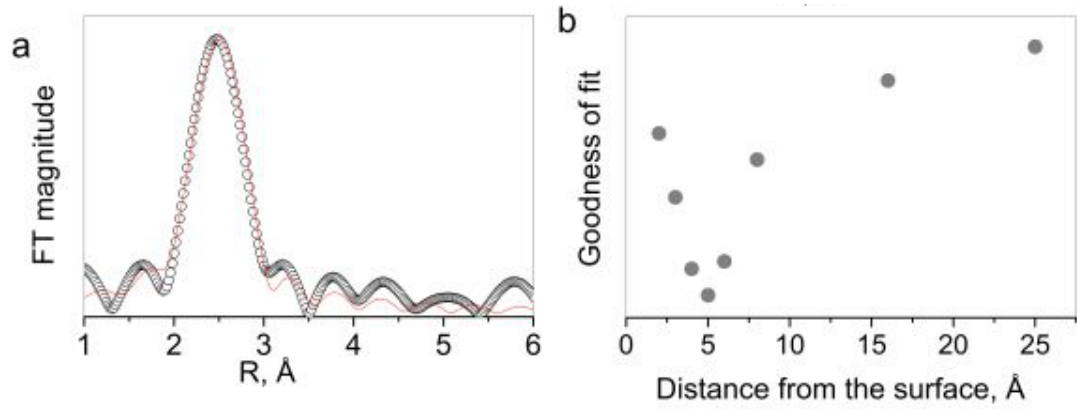 a
FT magnitude
1 2 3 4 5 6
R, Å
b
Goodness of fit
0 5 10 15 20 25
Distance from the surface, Å